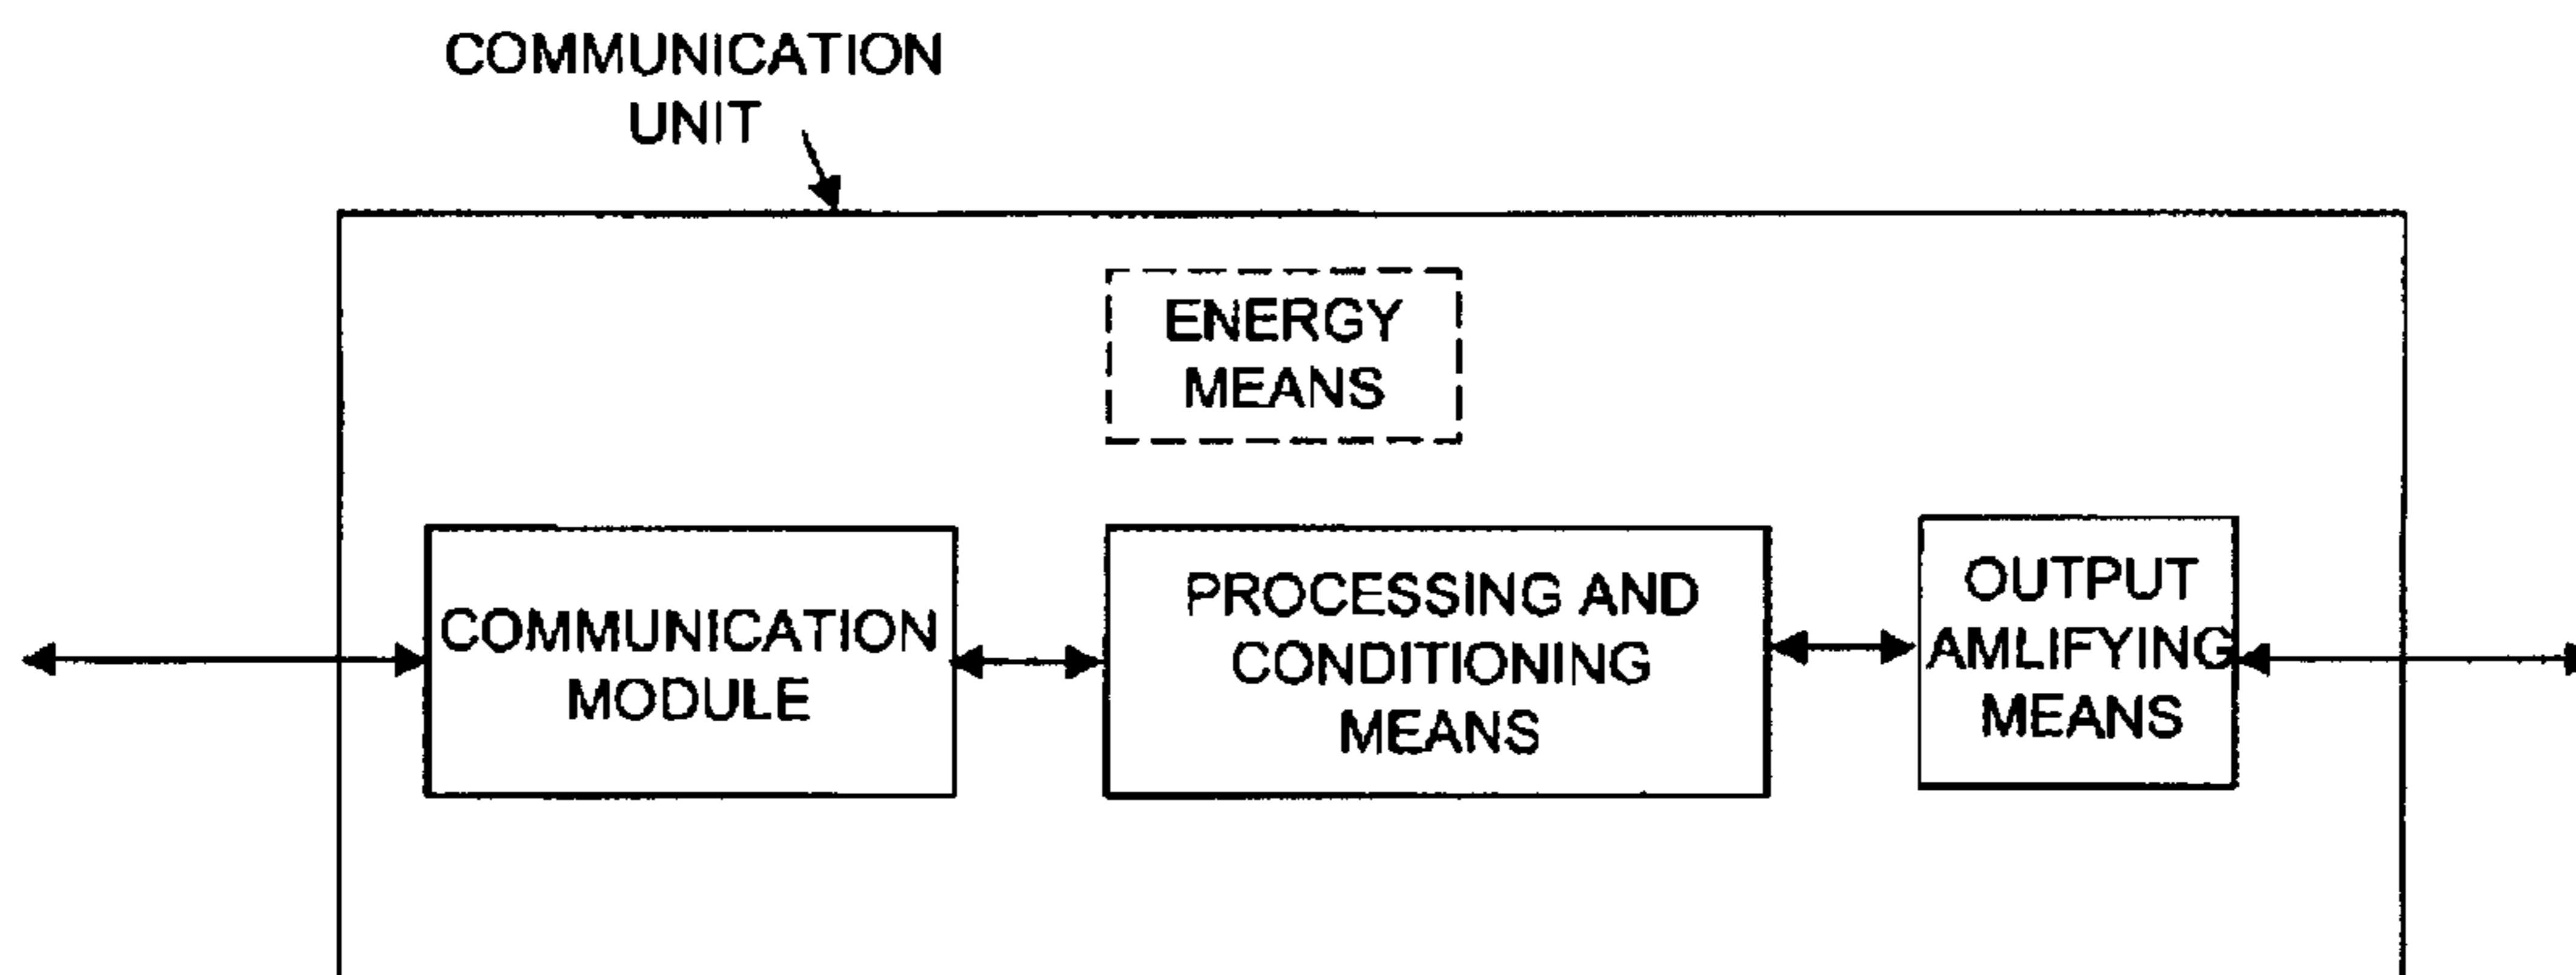 COMMUNICATION
UNIT
ENERGY
MEANS
COMMUNICATION
MODULE
PROCESSING AND
CONDITIONING
MEANS
OUTPUT
AMLIFYING
MEANS